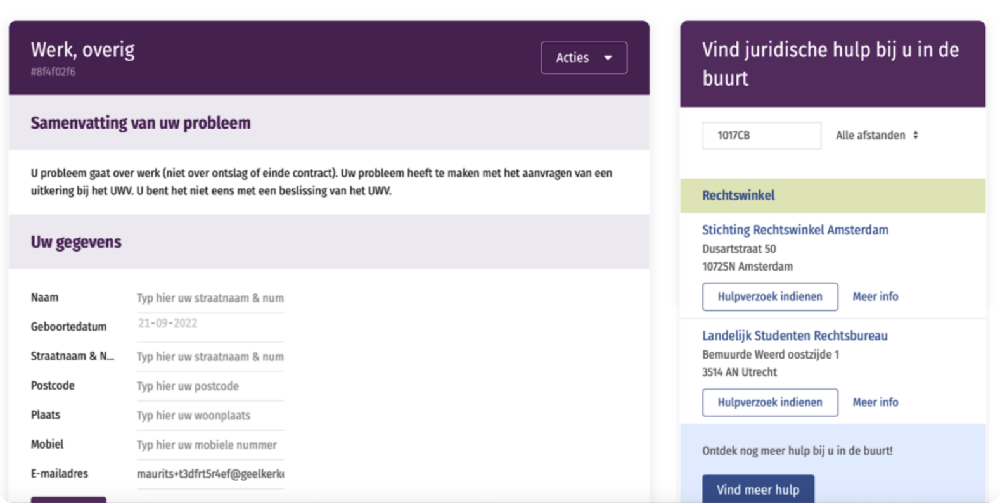 Werk, overig
#8f4f02f6
Acties
Samenvatting van uw probleem
U probleem gaat over werk (niet over ontslag of einde contract). Uw probleem heeft te maken met het aanvragen van een
uitkering bij het UWV. U bent het niet eens met een beslissing van het UWV.
Uw gegevens
Naam Typ hier uw straatnaam & num
Geboortedatum 21-09-2022
Straatnaam & N... Typ hier uw straatnaam & num
Postcode Typ hier uw postcode
Plaats Typ hier uw woonplaats
Mobiel Typ hier uw mobiele nummer
E-mailadres maurits+t3dfrt5r4ef@geelkerke
Vind juridische hulp bij u in de
buurt
1017CB Alle afstanden
Rechtswinkel
Stichting Rechtswinkel Amsterdam
Dusartstraat 50
1072SN Amsterdam
Hulpverzoek indienen Meer info
Landelijk Studenten Rechtsbureau
Bemuurde Weerd oostzijde 1
3514 AN Utrecht
Hulpverzoek indienen Meer info
Ontdek nog meer hulp bij u in de buurt!
Vind meer hulp